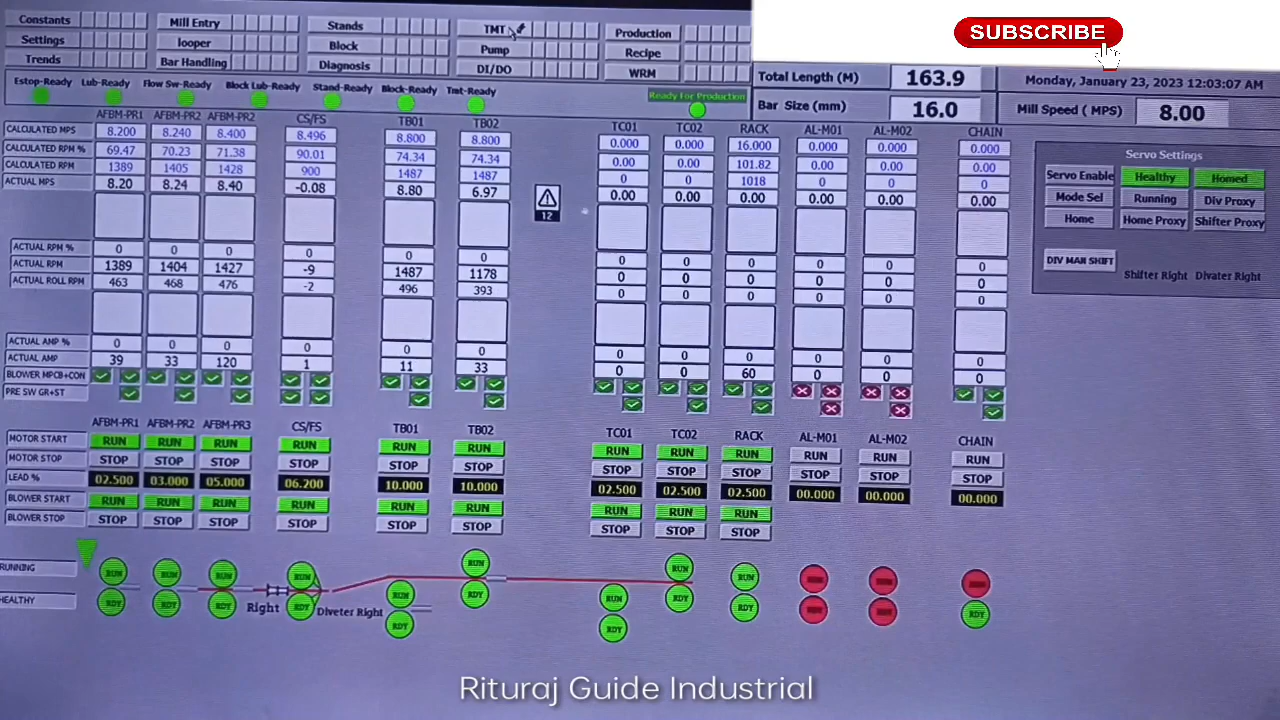 Constants Mill Entry Stands TMT Production
Settings looper Block Pump Recipe
Trends Bar Handling Diagnosis DI/DO WRM
SUBSCRIBE
Total Length (M) 163.9 Monday, January 23, 2023 12:03:07 AM
Bar Size (mm) 16.0 Mill Speed ( MPS) 8.00
Estop-Ready Lub-Ready Flow Sw-Ready Block Lub-Ready Stand-Ready Block-Ready Tmt-Ready Ready For Production
AFBM-PR1 AFBM-PR2 AFBM-PR2 CS/FS TB01 TB02 TC01 TC02 RACK AL-M01 AL-M02 CHAIN
CALCULATED MPS 8.200 8.240 8.400 8.496 8.800 8.800 0.000 0.000 16.000 0.000 0.000 0.000
CALCULATED RPM % 69.47 70.23 71.38 90.01 74.34 74.34 0.00 0.00 101.82 0.00 0.00 0.00
CALCULATED RPM 1389 1405 1428 900 1487 1487 0 0 1018 0 0 0
ACTUAL MPS 8.20 8.24 8.40 -0.08 8.80 6.97 0.00 0.00 0.00 0.00 0.00 0.00
12
ACTUAL RPM % 0 0 0 0 0 0 0 0 0 0 0 0
ACTUAL RPM 1389 1404 1427 -9 1487 1178 0 0 0 0 0 0
ACTUAL ROLL RPM 463 468 476 -2 496 393 0 0 0 0 0 0
ACTUAL AMP % 0 0 0 0 0 0 0 0 0 0 0 0
ACTUAL AMP 39 33 120 1 11 33 0 0 60 0 0 0
BLOWER MPCB+CON
PRE SW GR+ST
Servo Settings
Servo Enable Healthy Homed
Mode Sel Running Div Proxy
Home Home Proxy Shifter Proxy
DIV MAN SHIFT Shifter Right Divater Right
AFBM-PR1 AFBM-PR2 AFBM-PR3 CS/FS TB01 TB02 TC01 TC02 RACK AL-M01 AL-M02 CHAIN
MOTOR START RUN RUN RUN RUN RUN RUN RUN RUN RUN RUN RUN RUN
MOTOR STOP STOP STOP STOP STOP STOP STOP STOP STOP STOP STOP STOP STOP
LEAD % 02.500 03.000 05.000 06.200 10.000 10.000 02.500 02.500 02.500 00.000 00.000 00.000
BLOWER START RUN RUN RUN RUN RUN RUN RUN RUN RUN
BLOWER STOP STOP STOP STOP STOP STOP STOP STOP STOP STOP
RUNNING RUN RUN RUN RUN RUN RUN RUN RUN RUN
HEALTHY RDY RDY RDY RDY RDY RDY RDY RDY RDY RDY
Right Diveter Right
Rituraj Guide Industrial